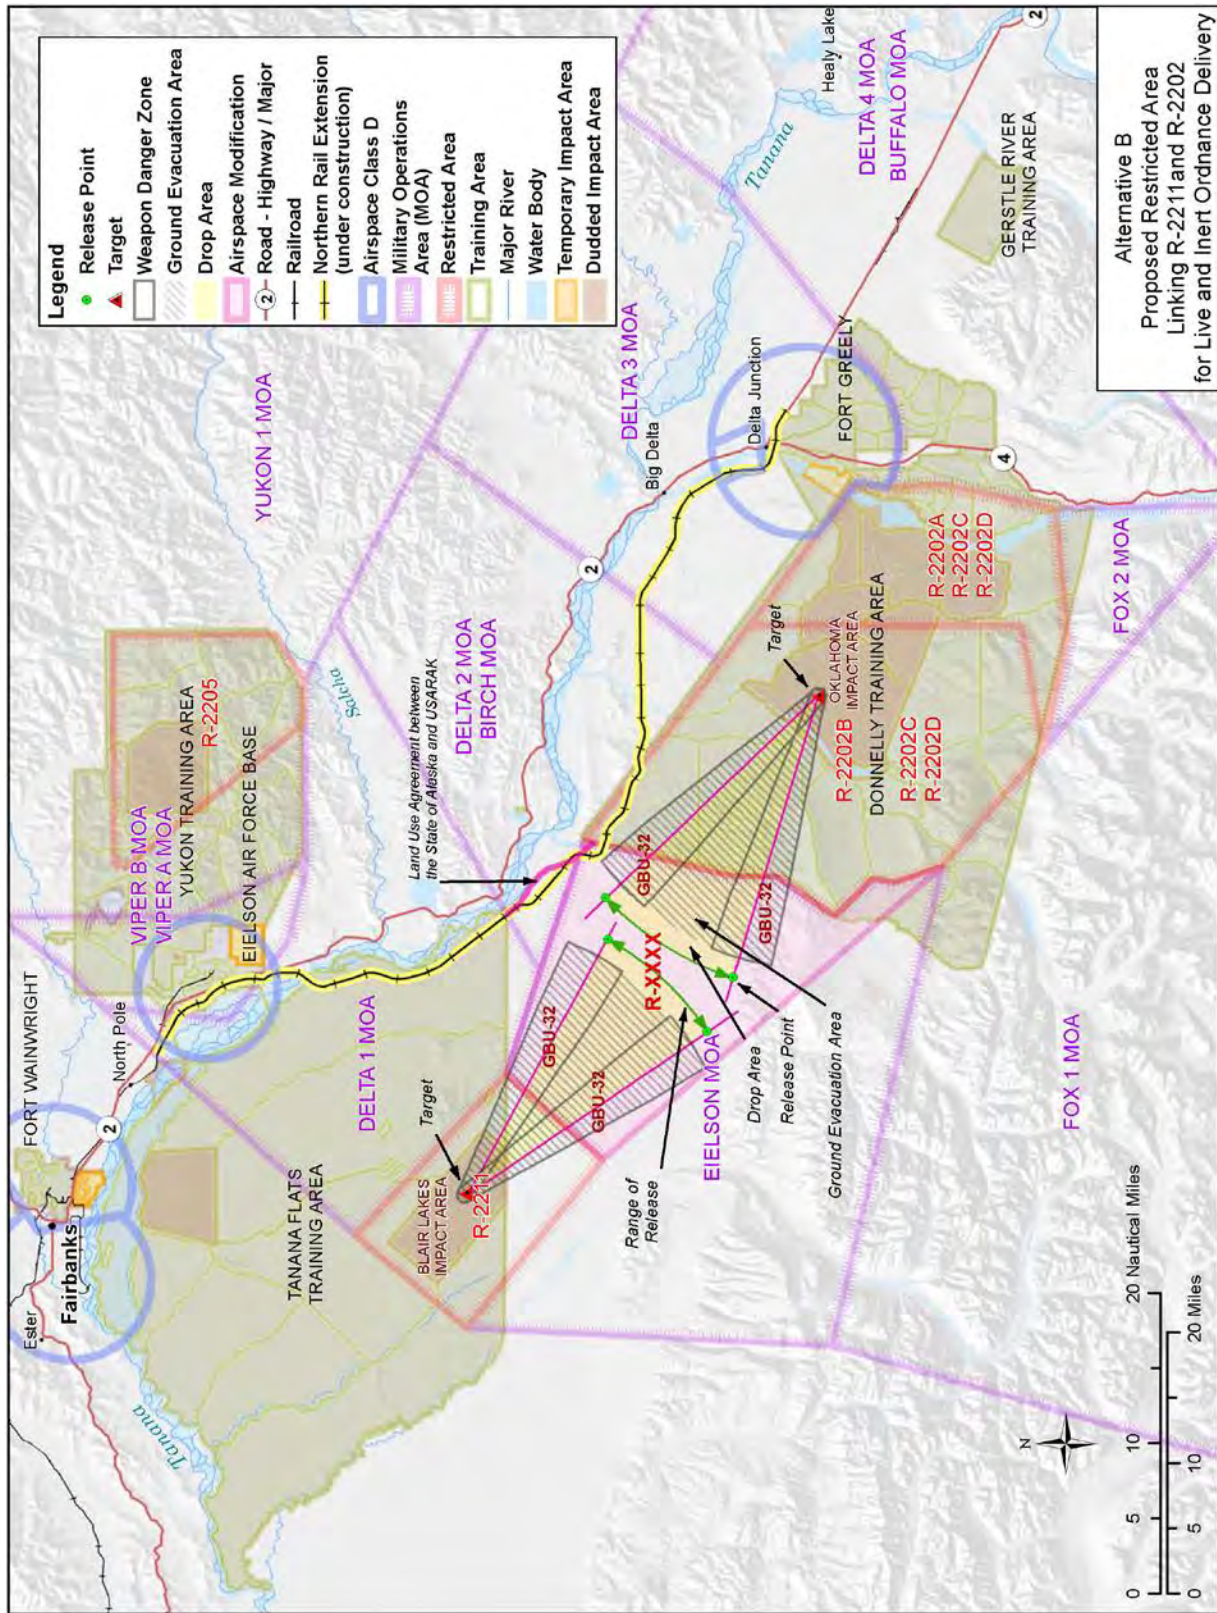 Legend
Release Point
Target
Weapon Danger Zone
Ground Evacuation Area
Drop Area
Airspace Modification
2
Road - Highway / Major
Railroad
Northern Rail Extension
(under construction)
Airspace Class D
Military Operations
Area (MOA)
Restricted Area
Training Area
Major River
Water Body
Temporary Impact Area
Dudded Impact Area
Ester
Fairbanks
FORT WAINWRIGHT
2
North Pole
Tanana
TANANA FLATS
TRAINING AREA
VIPER B MOA
VIPER A MOA
YUKON TRAINING AREA
R-2205
EIELSON AIR FORCE BASE
Salcha
YUKON 1 MOA
DELTA 1 MOA
Land Use Agreement between
the State of Alaska and USARAK
DELTA 2 MOA
BIRCH MOA
2
Big Delta
DELTA 3 MOA
Delta Junction
Tanana
Healy Lake
2
DELTA 4 MOA
BUFFALO MOA
GERSTLE RIVER
TRAINING AREA
FORT GREELY
4
BLAIR LAKES
IMPACT AREA
R-2211
Target
GBU-32
GBU-32
R-XXXX
GBU-32
GBU-32
Target
OKLAHOMA
IMPACT AREA
R-2202B
DONNELLY TRAINING AREA
R-2202C
R-2202D
R-2202A
R-2202C
R-2202D
Range of
Release
EIELSON MOA
Drop Area
Release Point
Ground Evacuation Area
FOX 1 MOA
FOX 2 MOA
N
0 5 10 20 Nautical Miles
0 5 10 20 Miles
Alternative B
Proposed Restricted Area
Linking R-2211and R-2202
for Live and Inert Ordnance Delivery